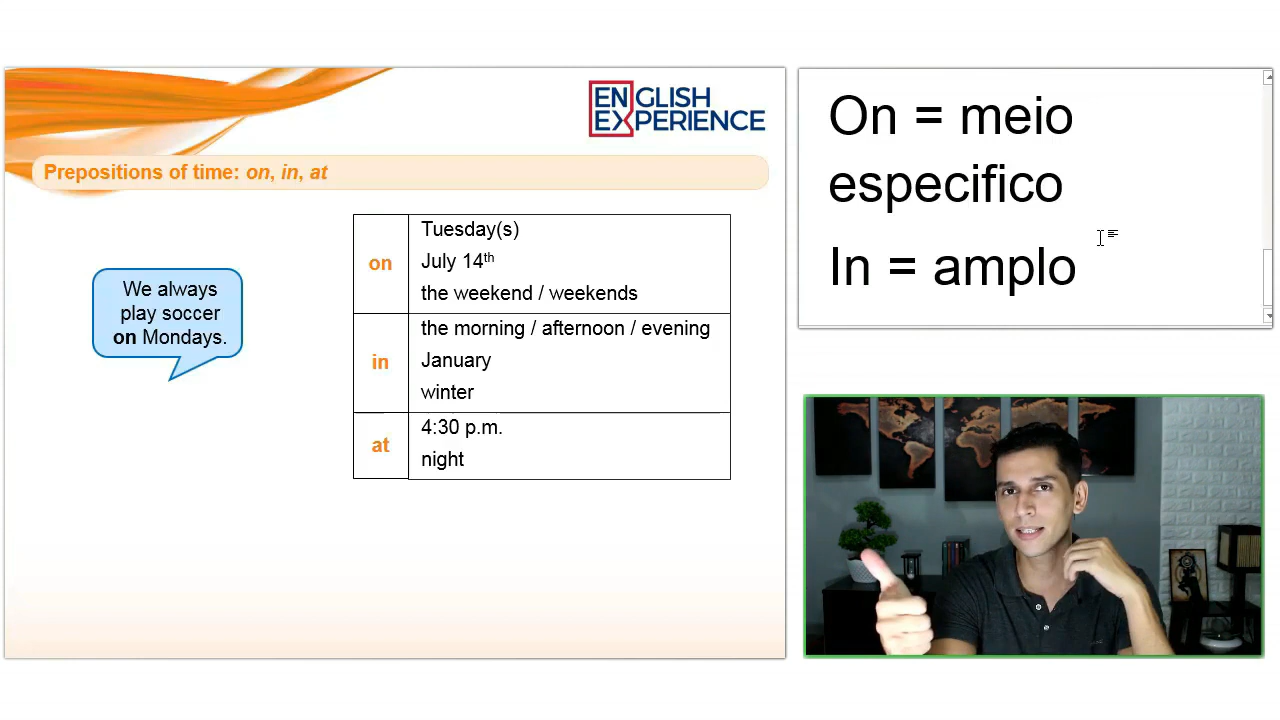 ENGLISH
EXPERIENCE
Prepositions of time: on, in, at
We always
play soccer
on Mondays.
on
Tuesday(s)
July 14th
the weekend / weekends
in
the morning / afternoon / evening
January
winter
at
4:30 p.m.
night
On = meio
especifico
In = amplo